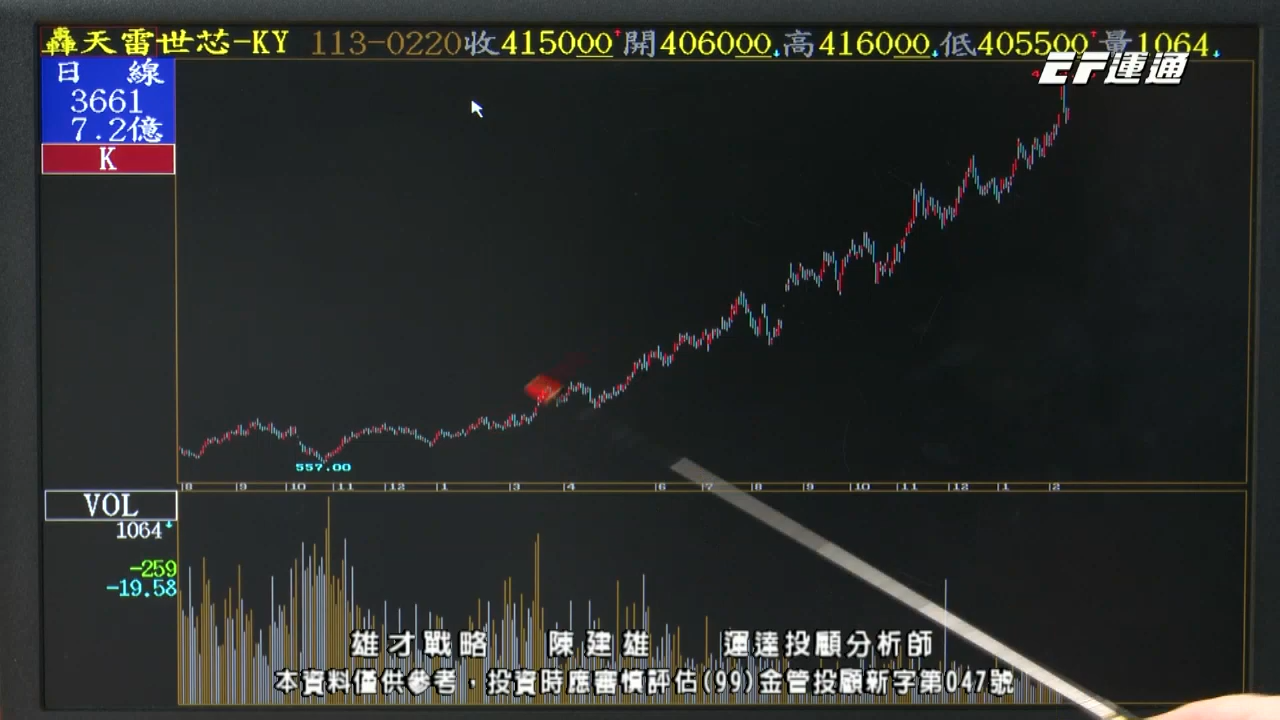 轟天雷世芯-KY 113-0220收415000開406000高416000低405500量1064
EF運通
日 線
3661
7.2億
K
557.00
8 9 10 11 12 1 3 4 6 7 8 9 10 11 12 1 2
VOL
1064
-259
-19.58
雄才戰略 陳建雄 運達投顧分析師
本資料僅供參考，投資時應審慎評估(99)金管投顧新字第047號